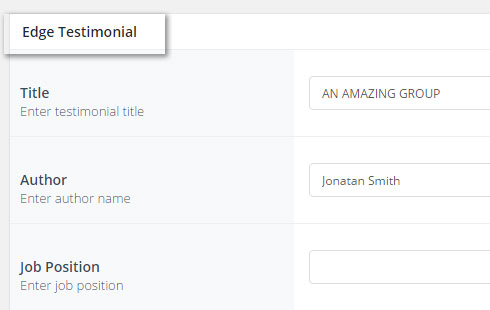 Edge Testimonial
Title
Enter testimonial title
AN AMAZING GROUP
Author
Enter author name
Jonatan Smith
Job Position
Enter job position